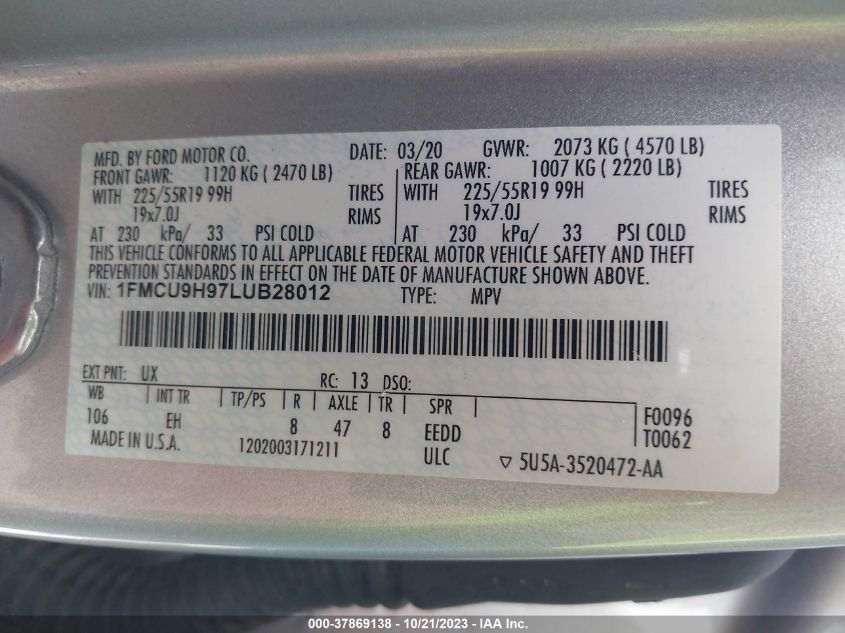 MFD. BY FORD MOTOR CO. DATE: 03/20 GVWR: 2073 KG ( 4570 LB)
FRONT GAWR: 1120 KG ( 2470 LB) REAR GAWR: 1007 KG ( 2220 LB)
WITH 225/55R19 99H TIRES WITH 225/55R19 99H TIRES
19x7.0J RIMS 19x7.0J RIMS
AT 230 kPa/ 33 PSI COLD AT 230 kPa/ 33 PSI COLD
THIS VEHICLE CONFORMS TO ALL APPLICABLE FEDERAL MOTOR VEHICLE SAFETY AND THEFT
PREVENTION STANDARDS IN EFFECT ON THE DATE OF MANUFACTURE SHOWN ABOVE.
VIN: 1FMCU9H97LUB28012 TYPE: MPV
EXT PNT: UX RC: 13 DSO:
WB INT TR TP/PS R AXLE TR SPR F0096
106 EH 8 47 8 EEDD T0062
MADE IN U.S.A. 1202003171211 ULC ▽ 5U5A-3520472-AA
000-37869138 - 10/21/2023 - IAA Inc.